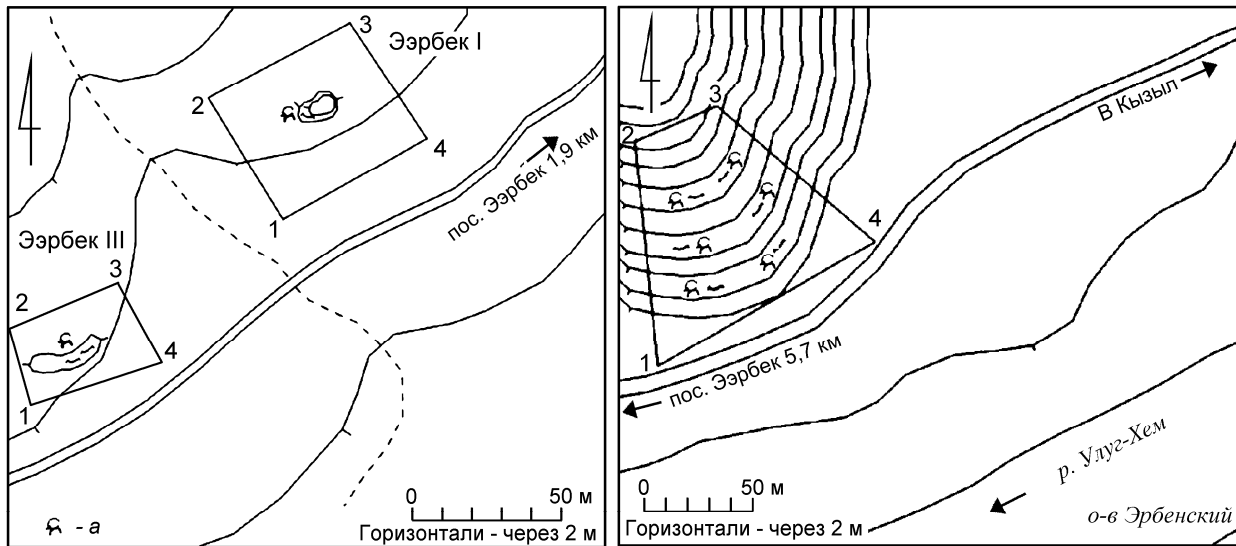 3
Ээрбек I
2
4
1
пос. Ээрбек 1,9 км
Ээрбек III
3
2
4
1
- а
0 50 м
Горизонтали - через 2 м
3
2
В Кызыл
4
1
пос. Ээрбек 5,7 км
р. Улуг-Хем
0 50 м
Горизонтали - через 2 м
о-в Эрбенский